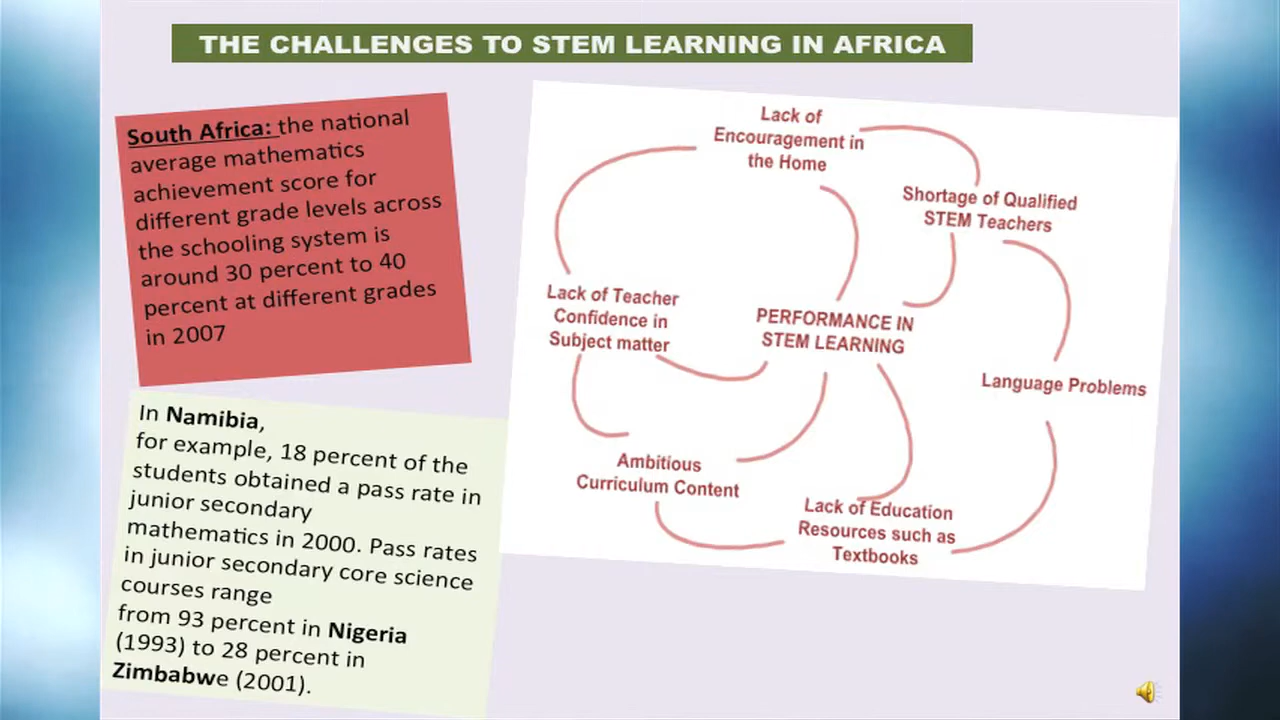 THE CHALLENGES TO STEM LEARNING IN AFRICA
South Africa: the national
average mathematics
achievement score for
different grade levels across
the schooling system is
around 30 percent to 40
percent at different grades
in 2007
In Namibia,
for example, 18 percent of the
students obtained a pass rate in
junior secondary
mathematics in 2000. Pass rates
in junior secondary core science
courses range
from 93 percent in Nigeria
(1993) to 28 percent in
Zimbabwe (2001).
Lack of
Encouragement in
the Home
Shortage of Qualified
STEM Teachers
Lack of Teacher
Confidence in
Subject matter
PERFORMANCE IN
STEM LEARNING
Language Problems
Ambitious
Curriculum Content
Lack of Education
Resources such as
Textbooks